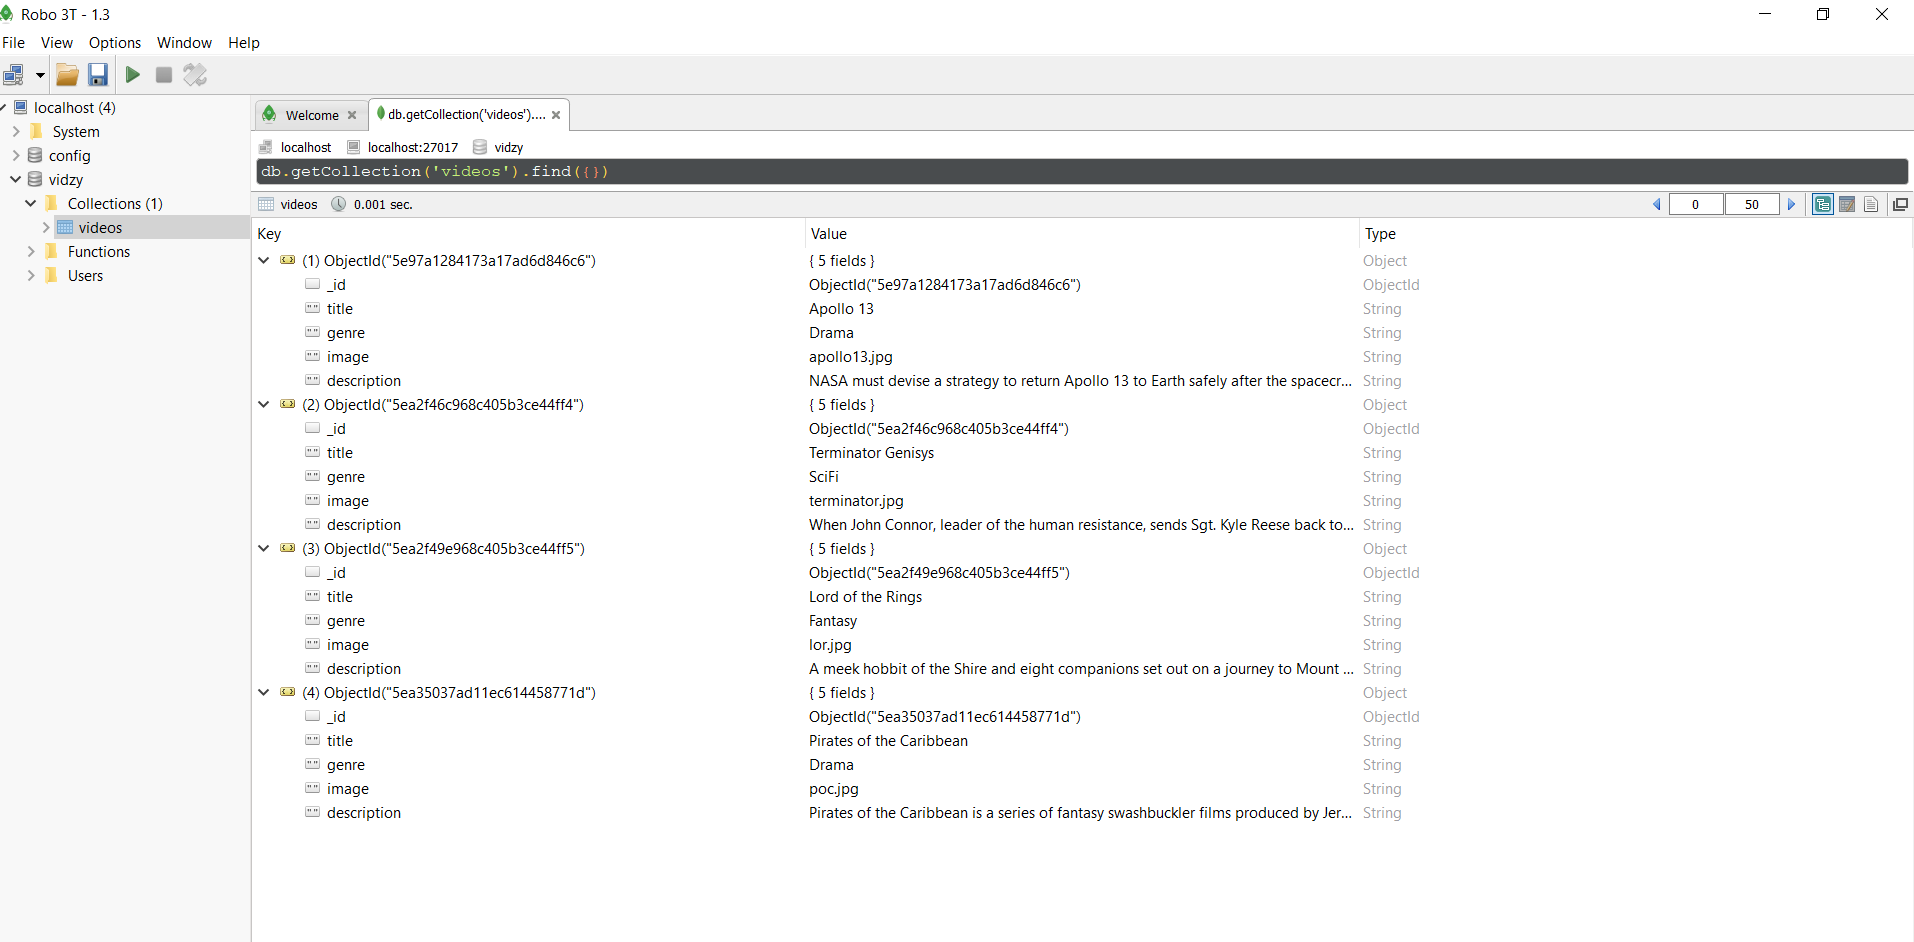 Robo 3T - 1.3
File View Options Window Help
localhost (4)
System
config
vidzy
Collections (1)
videos
Functions
Users
Welcome
db.getCollection('videos')....
localhost localhost:27017 vidzy
db.getCollection('videos').find({})
videos 0.001 sec. 0 50
Key Value Type
(1) ObjectId("5e97a1284173a17ad6d846c6") { 5 fields } Object
_id ObjectId("5e97a1284173a17ad6d846c6") ObjectId
title Apollo 13 String
genre Drama String
image apollo13.jpg String
description NASA must devise a strategy to return Apollo 13 to Earth safely after the spacecr... String
(2) ObjectId("5ea2f46c968c405b3ce44ff4") { 5 fields } Object
_id ObjectId("5ea2f46c968c405b3ce44ff4") ObjectId
title Terminator Genisys String
genre SciFi String
image terminator.jpg String
description When John Connor, leader of the human resistance, sends Sgt. Kyle Reese back to... String
(3) ObjectId("5ea2f49e968c405b3ce44ff5") { 5 fields } Object
_id ObjectId("5ea2f49e968c405b3ce44ff5") ObjectId
title Lord of the Rings String
genre Fantasy String
image lor.jpg String
description A meek hobbit of the Shire and eight companions set out on a journey to Mount ... String
(4) ObjectId("5ea35037ad11ec614458771d") { 5 fields } Object
_id ObjectId("5ea35037ad11ec614458771d") ObjectId
title Pirates of the Caribbean String
genre Drama String
image poc.jpg String
description Pirates of the Caribbean is a series of fantasy swashbuckler films produced by Jer... String